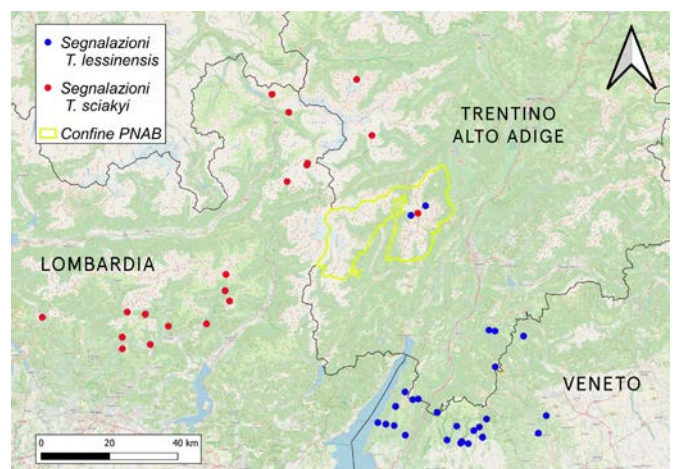 Segnalazioni
T. lessinensis
Segnalazioni
T. sciakyi
Confine PNAB
TRENTINO
ALTO ADIGE
LOMBARDIA
VENETO
0 20 40 km